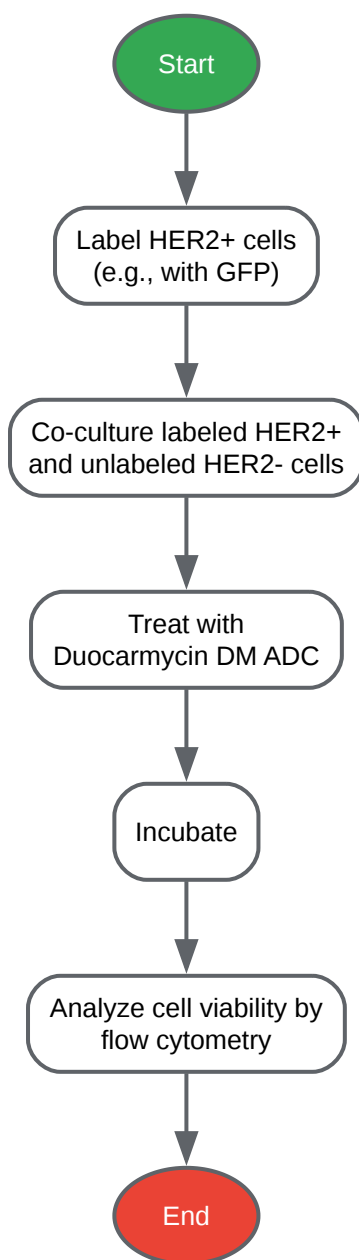 Start
Label HER2+ cells
(e.g., with GFP)
Co-culture labeled HER2+
and unlabeled HER2- cells
Treat with
Duocarmycin DM ADC
Incubate
Analyze cell viability by
flow cytometry
End